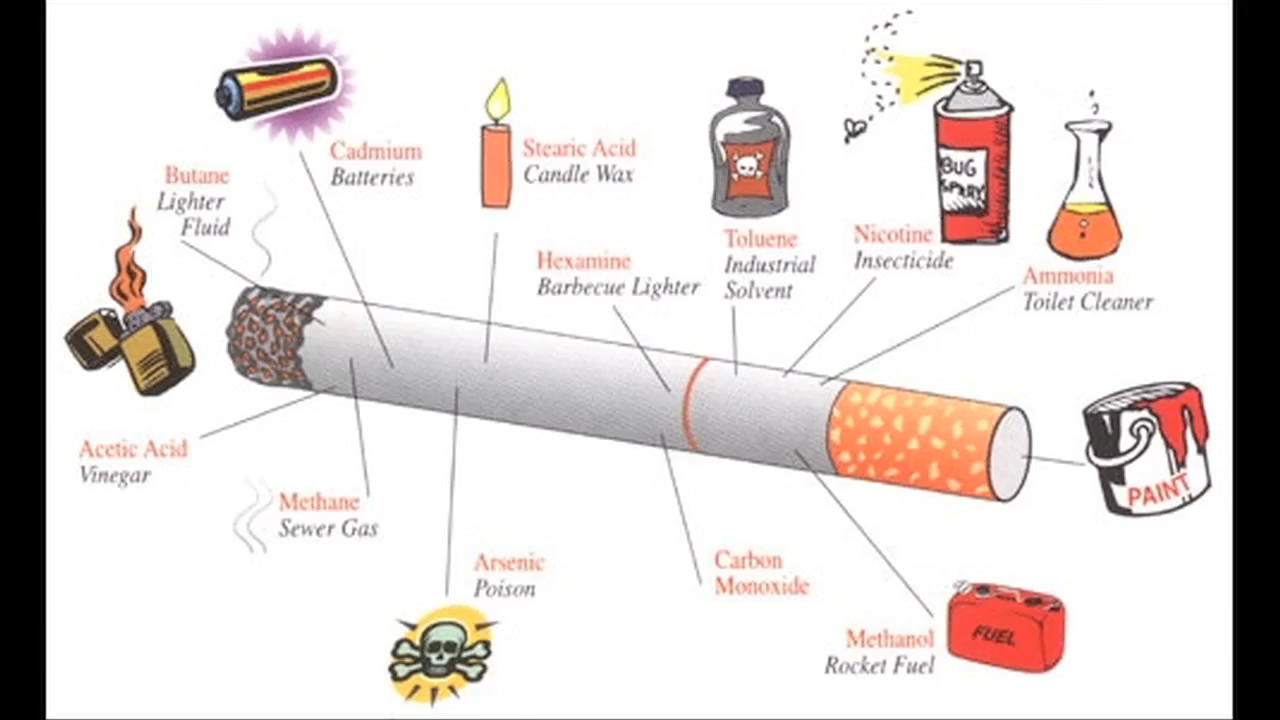 Cadmium
Batteries
Stearic Acid
Candle Wax
Butane
Lighter
Fluid
BUG
SPRAY
Toluene
Industrial
Solvent
Nicotine
Insecticide
Hexamine
Barbecue Lighter
Ammonia
Toilet Cleaner
Acetic Acid
Vinegar
Methane
Sewer Gas
PAINT
Arsenic
Poison
Carbon
Monoxide
Methanol
Rocket Fuel
FUEL